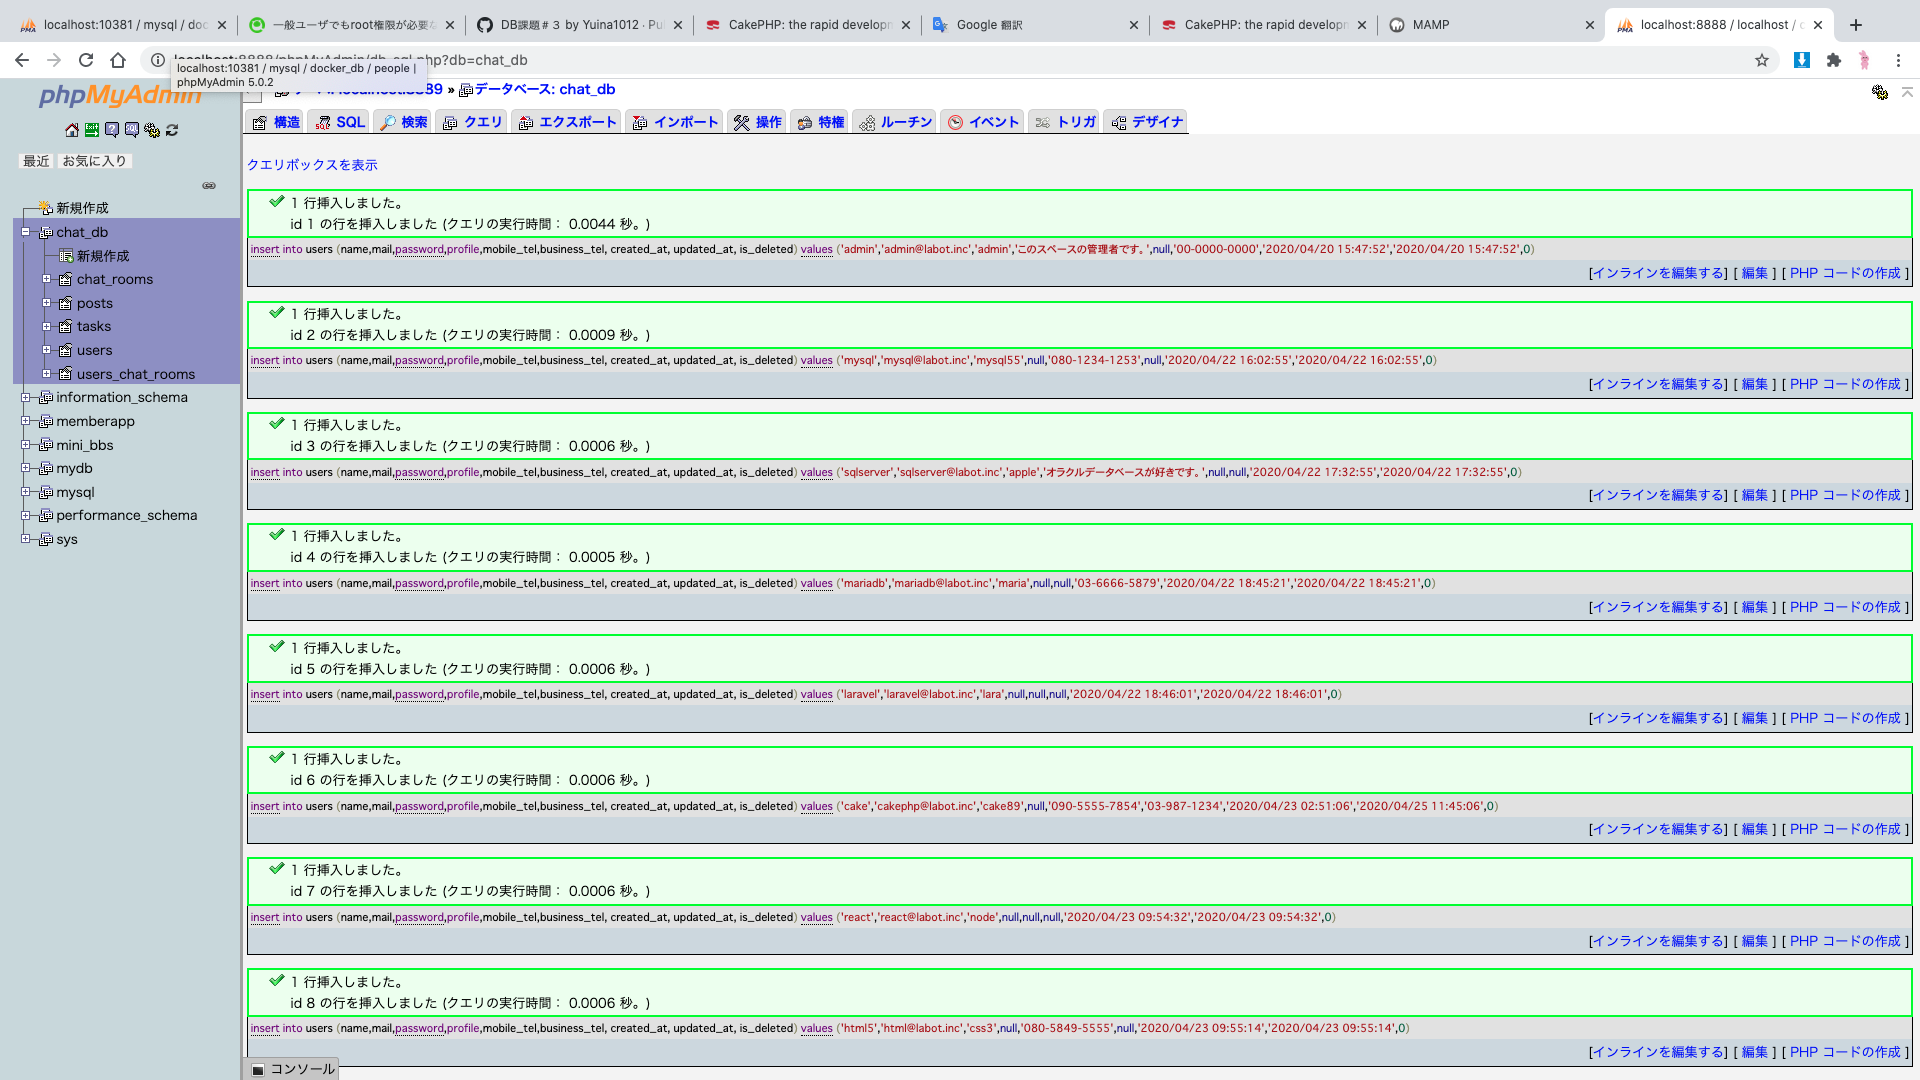 localhost:10381 / mysql / doc
一般ユーザでもroot権限が必要な
DB課題＃３ by Yuina1012 · Pul
CakePHP: the rapid developm
Google 翻訳
CakePHP: the rapid developm
MAMP
localhost:8888 / localhost / c
localhost:8888/phpMyAdmin/db_sql.php?db=chat_db
localhost:10381 / mysql / docker_db / people |
phpMyAdmin 5.0.2
phpMyAdmin
最近 お気に入り
新規作成
chat_db
新規作成
chat_rooms
posts
tasks
users
users_chat_rooms
information_schema
memberapp
mini_bbs
mydb
mysql
performance_schema
sys
localhost:8889 » データベース: chat_db
構造 SQL 検索 クエリ エクスポート インポート 操作 特権 ルーチン イベント トリガ デザイナ
クエリボックスを表示
1 行挿入しました。
id 1 の行を挿入しました (クエリの実行時間： 0.0044 秒。)
insert into users (name,mail,password,profile,mobile_tel,business_tel, created_at, updated_at, is_deleted) values ('admin','admin@labot.inc','admin','このスペースの管理者です。',null,'00-0000-0000','2020/04/20 15:47:52','2020/04/20 15:47:52',0)
[インラインを編集する] [ 編集 ] [ PHP コードの作成 ]
1 行挿入しました。
id 2 の行を挿入しました (クエリの実行時間： 0.0009 秒。)
insert into users (name,mail,password,profile,mobile_tel,business_tel, created_at, updated_at, is_deleted) values ('mysql','mysql@labot.inc','mysql55',null,'080-1234-1253',null,'2020/04/22 16:02:55','2020/04/22 16:02:55',0)
[インラインを編集する] [ 編集 ] [ PHP コードの作成 ]
1 行挿入しました。
id 3 の行を挿入しました (クエリの実行時間： 0.0006 秒。)
insert into users (name,mail,password,profile,mobile_tel,business_tel, created_at, updated_at, is_deleted) values ('sqlserver','sqlserver@labot.inc','apple','オラクルデータベースが好きです。',null,null,'2020/04/22 17:32:55','2020/04/22 17:32:55',0)
[インラインを編集する] [ 編集 ] [ PHP コードの作成 ]
1 行挿入しました。
id 4 の行を挿入しました (クエリの実行時間： 0.0005 秒。)
insert into users (name,mail,password,profile,mobile_tel,business_tel, created_at, updated_at, is_deleted) values ('mariadb','mariadb@labot.inc','maria',null,null,'03-6666-5879','2020/04/22 18:45:21','2020/04/22 18:45:21',0)
[インラインを編集する] [ 編集 ] [ PHP コードの作成 ]
1 行挿入しました。
id 5 の行を挿入しました (クエリの実行時間： 0.0006 秒。)
insert into users (name,mail,password,profile,mobile_tel,business_tel, created_at, updated_at, is_deleted) values ('laravel','laravel@labot.inc','lara',null,null,null,'2020/04/22 18:46:01','2020/04/22 18:46:01',0)
[インラインを編集する] [ 編集 ] [ PHP コードの作成 ]
1 行挿入しました。
id 6 の行を挿入しました (クエリの実行時間： 0.0006 秒。)
insert into users (name,mail,password,profile,mobile_tel,business_tel, created_at, updated_at, is_deleted) values ('cake','cakephp@labot.inc','cake89',null,'090-5555-7854','03-987-1234','2020/04/23 02:51:06','2020/04/25 11:45:06',0)
[インラインを編集する] [ 編集 ] [ PHP コードの作成 ]
1 行挿入しました。
id 7 の行を挿入しました (クエリの実行時間： 0.0006 秒。)
insert into users (name,mail,password,profile,mobile_tel,business_tel, created_at, updated_at, is_deleted) values ('react','react@labot.inc','node',null,null,null,'2020/04/23 09:54:32','2020/04/23 09:54:32',0)
[インラインを編集する] [ 編集 ] [ PHP コードの作成 ]
1 行挿入しました。
id 8 の行を挿入しました (クエリの実行時間： 0.0006 秒。)
insert into users (name,mail,password,profile,mobile_tel,business_tel, created_at, updated_at, is_deleted) values ('html5','html@labot.inc','css3',null,'080-5849-5555',null,'2020/04/23 09:55:14','2020/04/23 09:55:14',0)
[インラインを編集する] [ 編集 ] [ PHP コードの作成 ]
コンソール